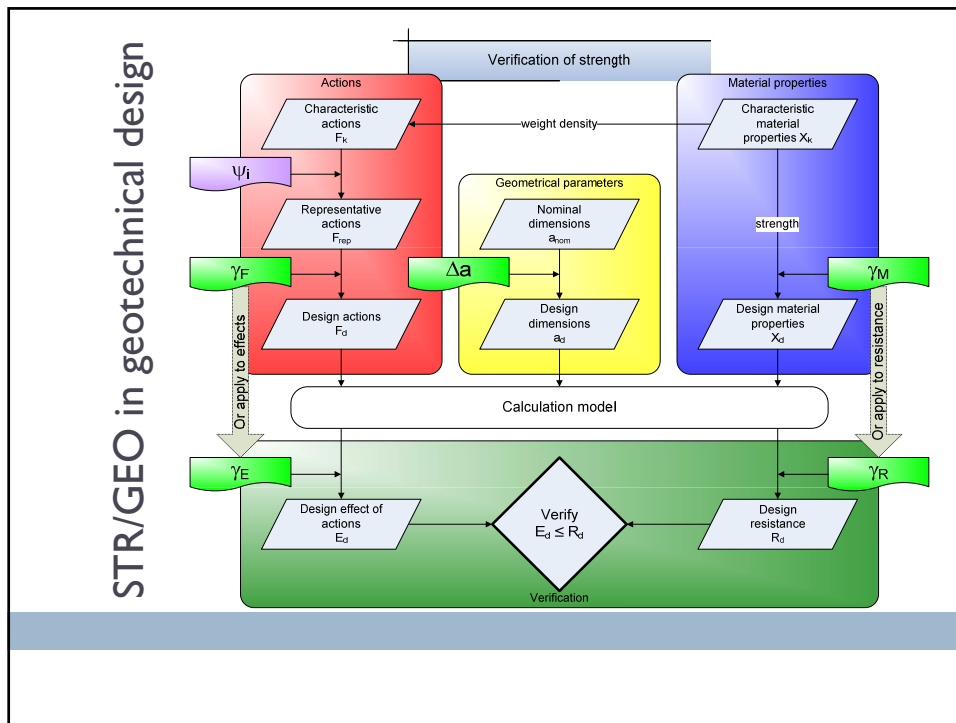 STR/GEO in geotechnical design
Verification of strength
Actions
Material properties
Characteristic
actions
Fk
weight density
Characteristic
material
properties Xk
ψi
Geometrical parameters
Representative
actions
Frep
Nominal
dimensions
anom
strength
γF
Δa
γM
Design actions
Fd
Design
dimensions
ad
Design material
properties
Xd
Or apply to effects
Or apply to resistance
Calculation model
γE
γR
Design effect of
actions
Ed
Verify
Ed ≤ Rd
Design
resistance
Rd
Verification